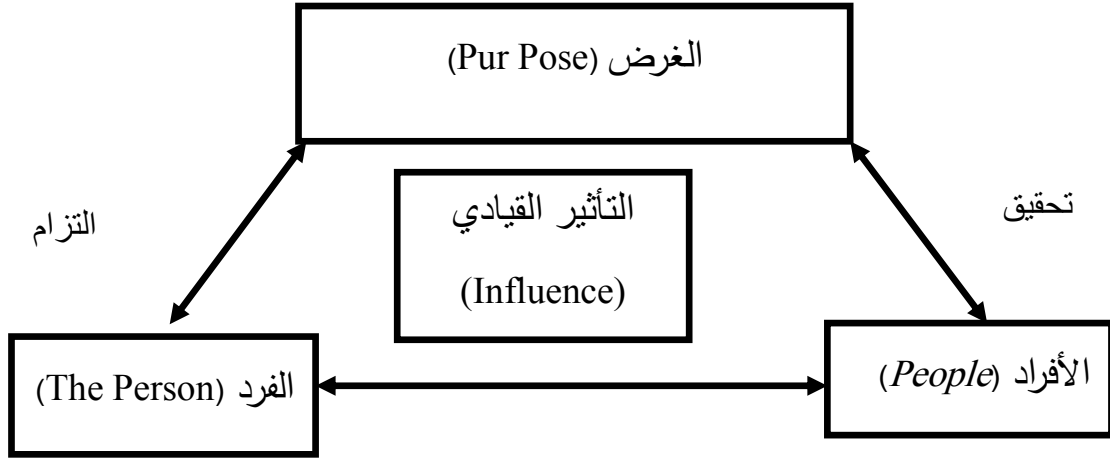 الغرض (Pur Pose)
التأثير القيادي
(Influence)
التزام
تحقيق
الفرد (The Person)
الأفراد (People)